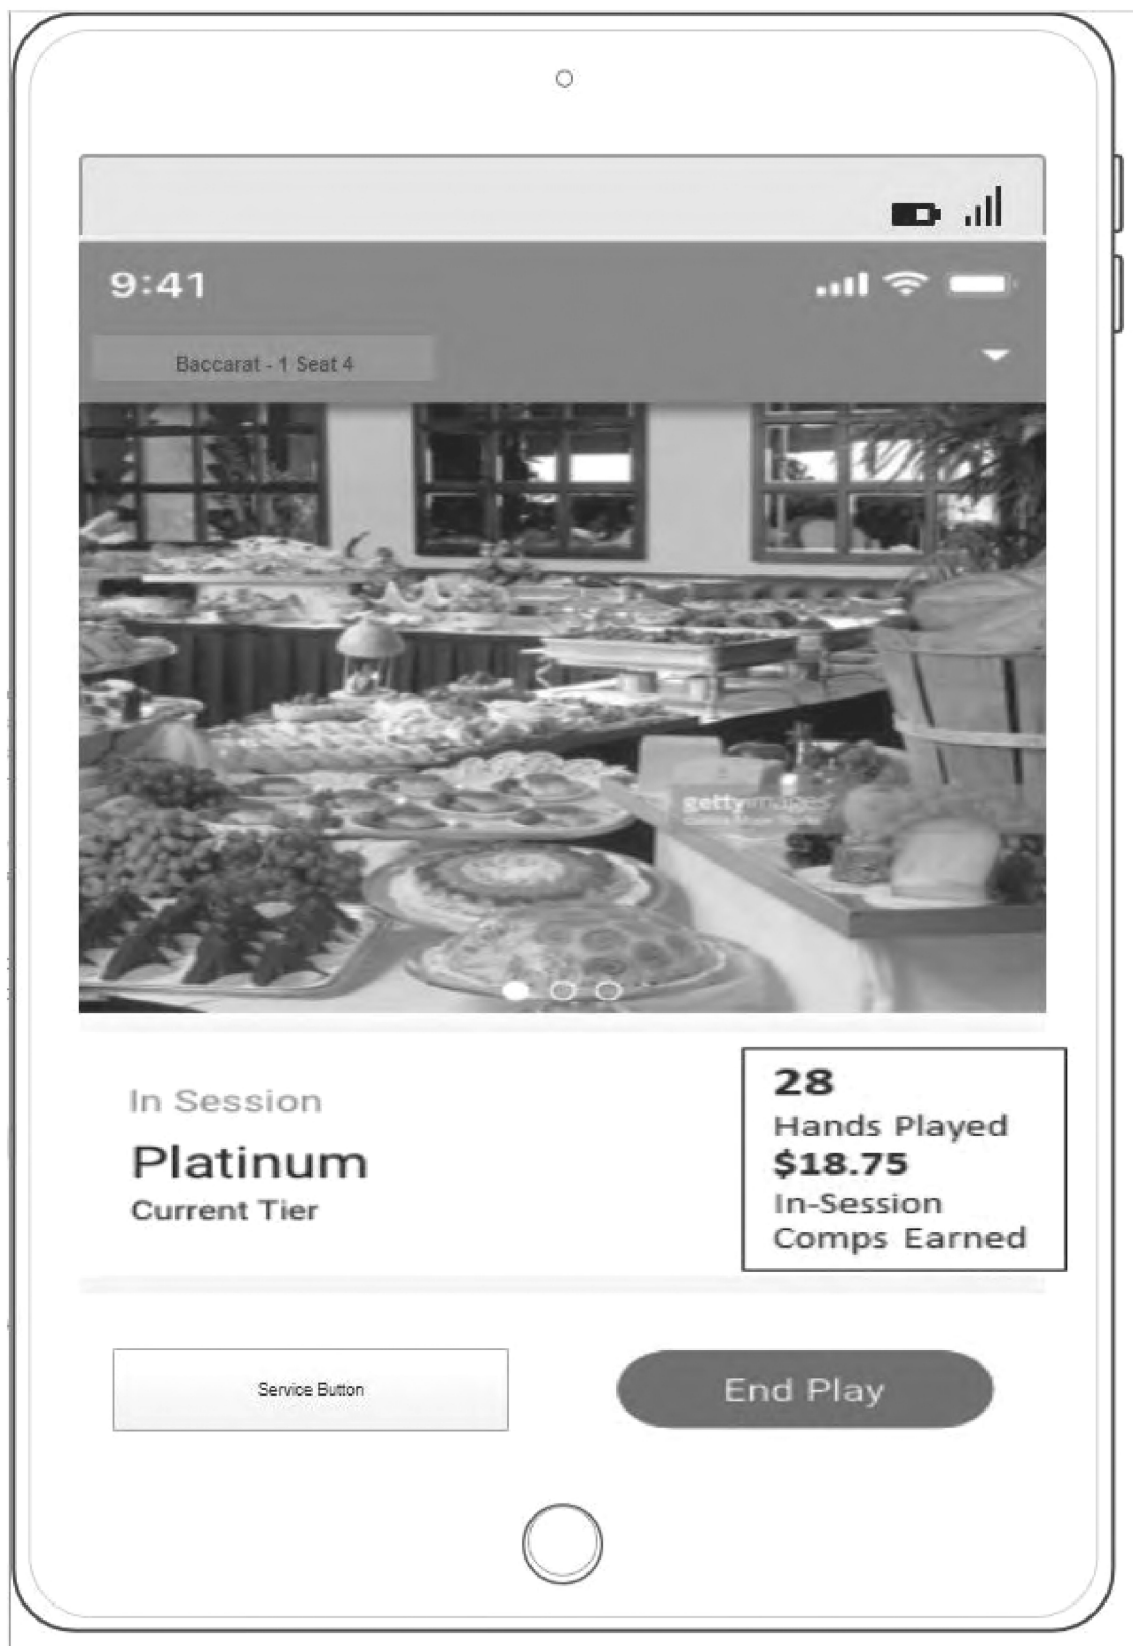 9:41
Baccarat - 1 Seat 4
gettyimages
In Session
Platinum
Current Tier
28
Hands Played
$18.75
In-Session
Comps Earned
Service Button
End Play